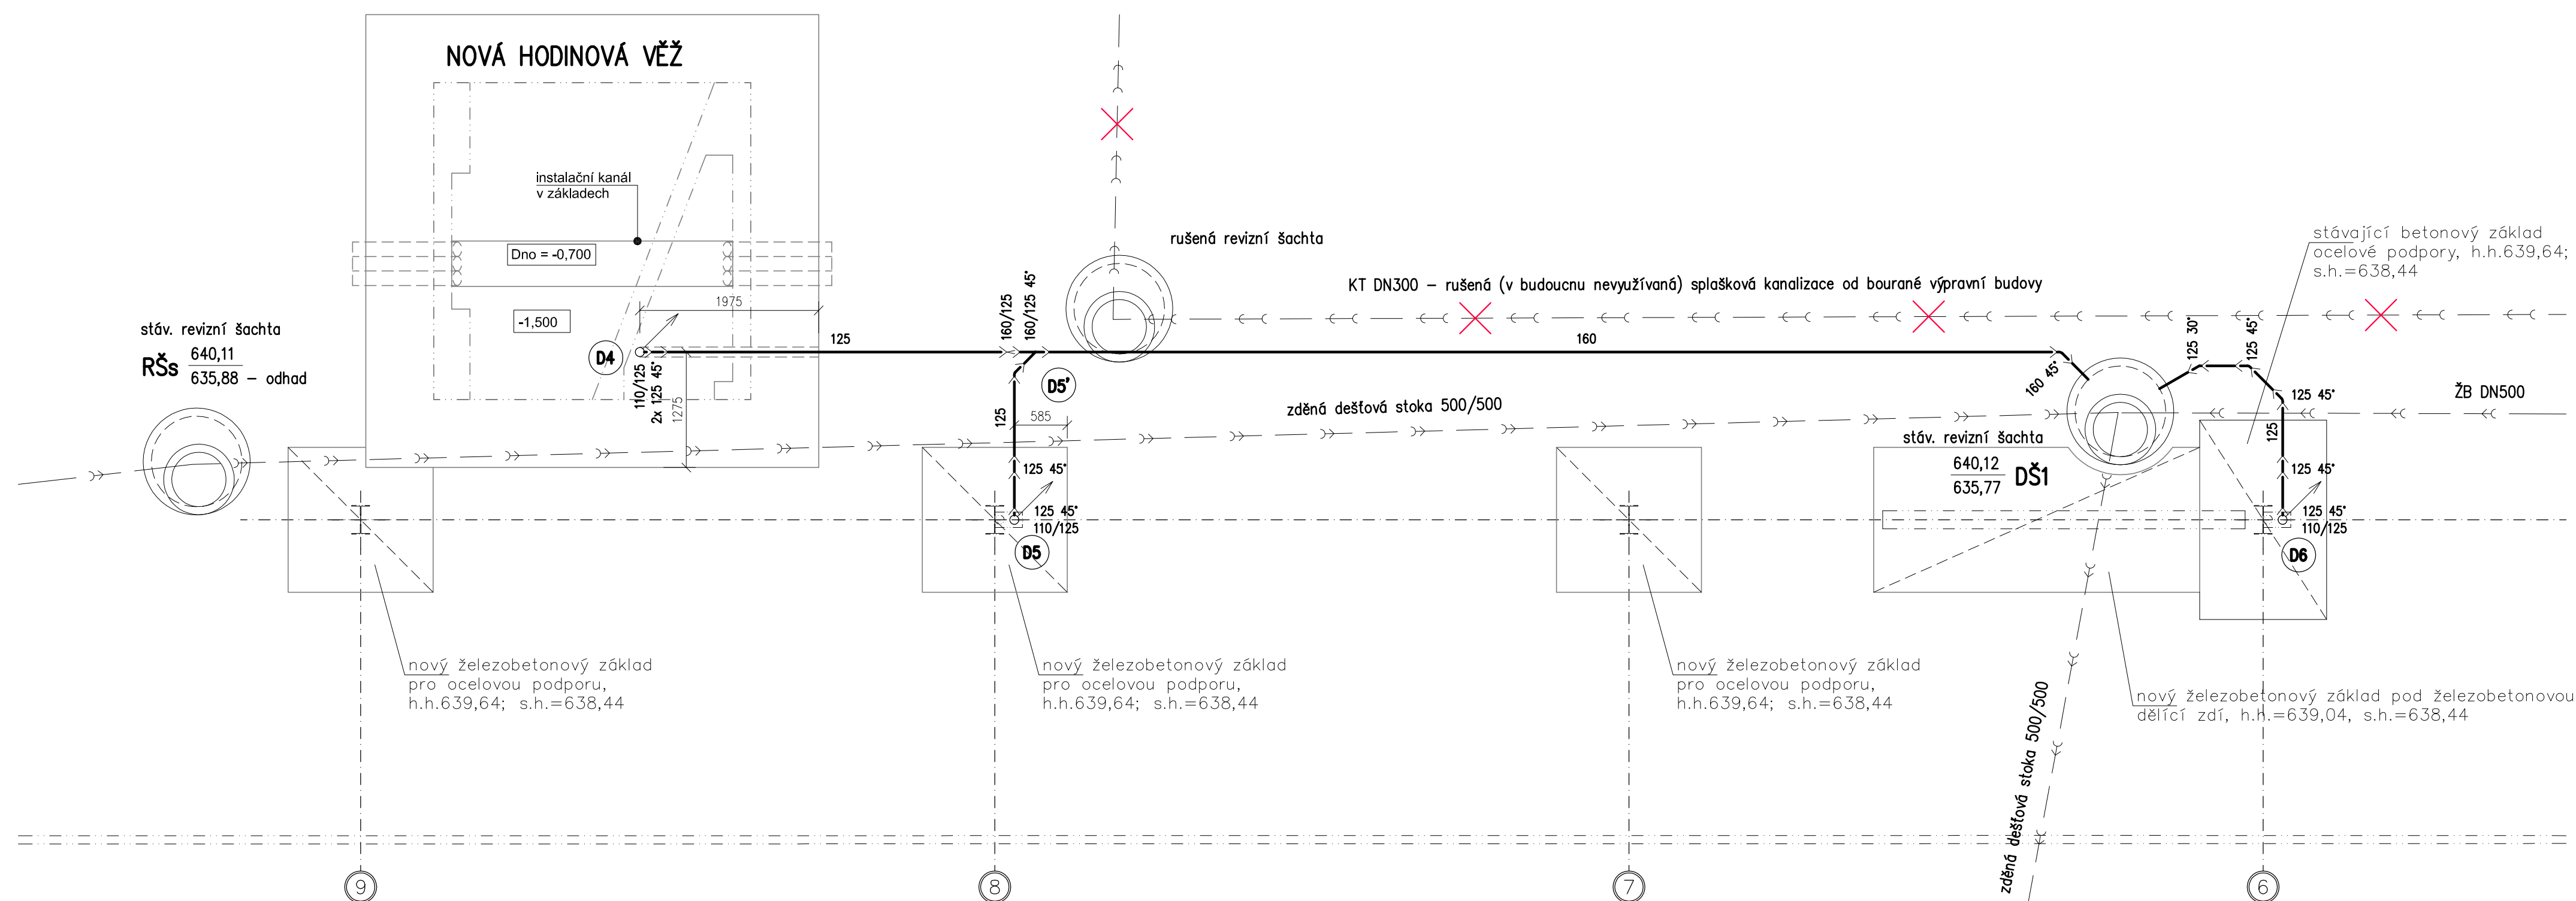 NOVÁ HODINOVÁ VĚŽ
instalační kanál
v základech
Dno = -0,700
-1,500
1975
1275
stáv. revizní šachta
RŠs
640,11
635,88 – odhad
D4
110/125
2x 125 45°
125
160/125
160/125 45°
rušená revizní šachta
KT DN300 – rušená (v budoucnu nevyužívaná) splašková kanalizace od bourané výpravní budovy
160
D5'
125
585
125 45°
125 45°
110/125
D5
zděná dešťová stoka 500/500
160 45°
125 30°
125 45°
125 45°
125
125 45°
125 45°
110/125
D6
stávající betonový základ
ocelové podpory, h.h.639,64;
s.h.=638,44
ŽB DN500
stáv. revizní šachta
640,12
635,77
DŠ1
nový železobetonový základ
pro ocelovou podporu,
h.h.639,64; s.h.=638,44
nový železobetonový základ
pro ocelovou podporu,
h.h.639,64; s.h.=638,44
nový železobetonový základ
pro ocelovou podporu,
h.h.639,64; s.h.=638,44
nový železobetonový základ pod železobetonovou
dělící zdí, h.h.=639,04, s.h.=638,44
zděná dešťová stoka 500/500
9
8
7
6